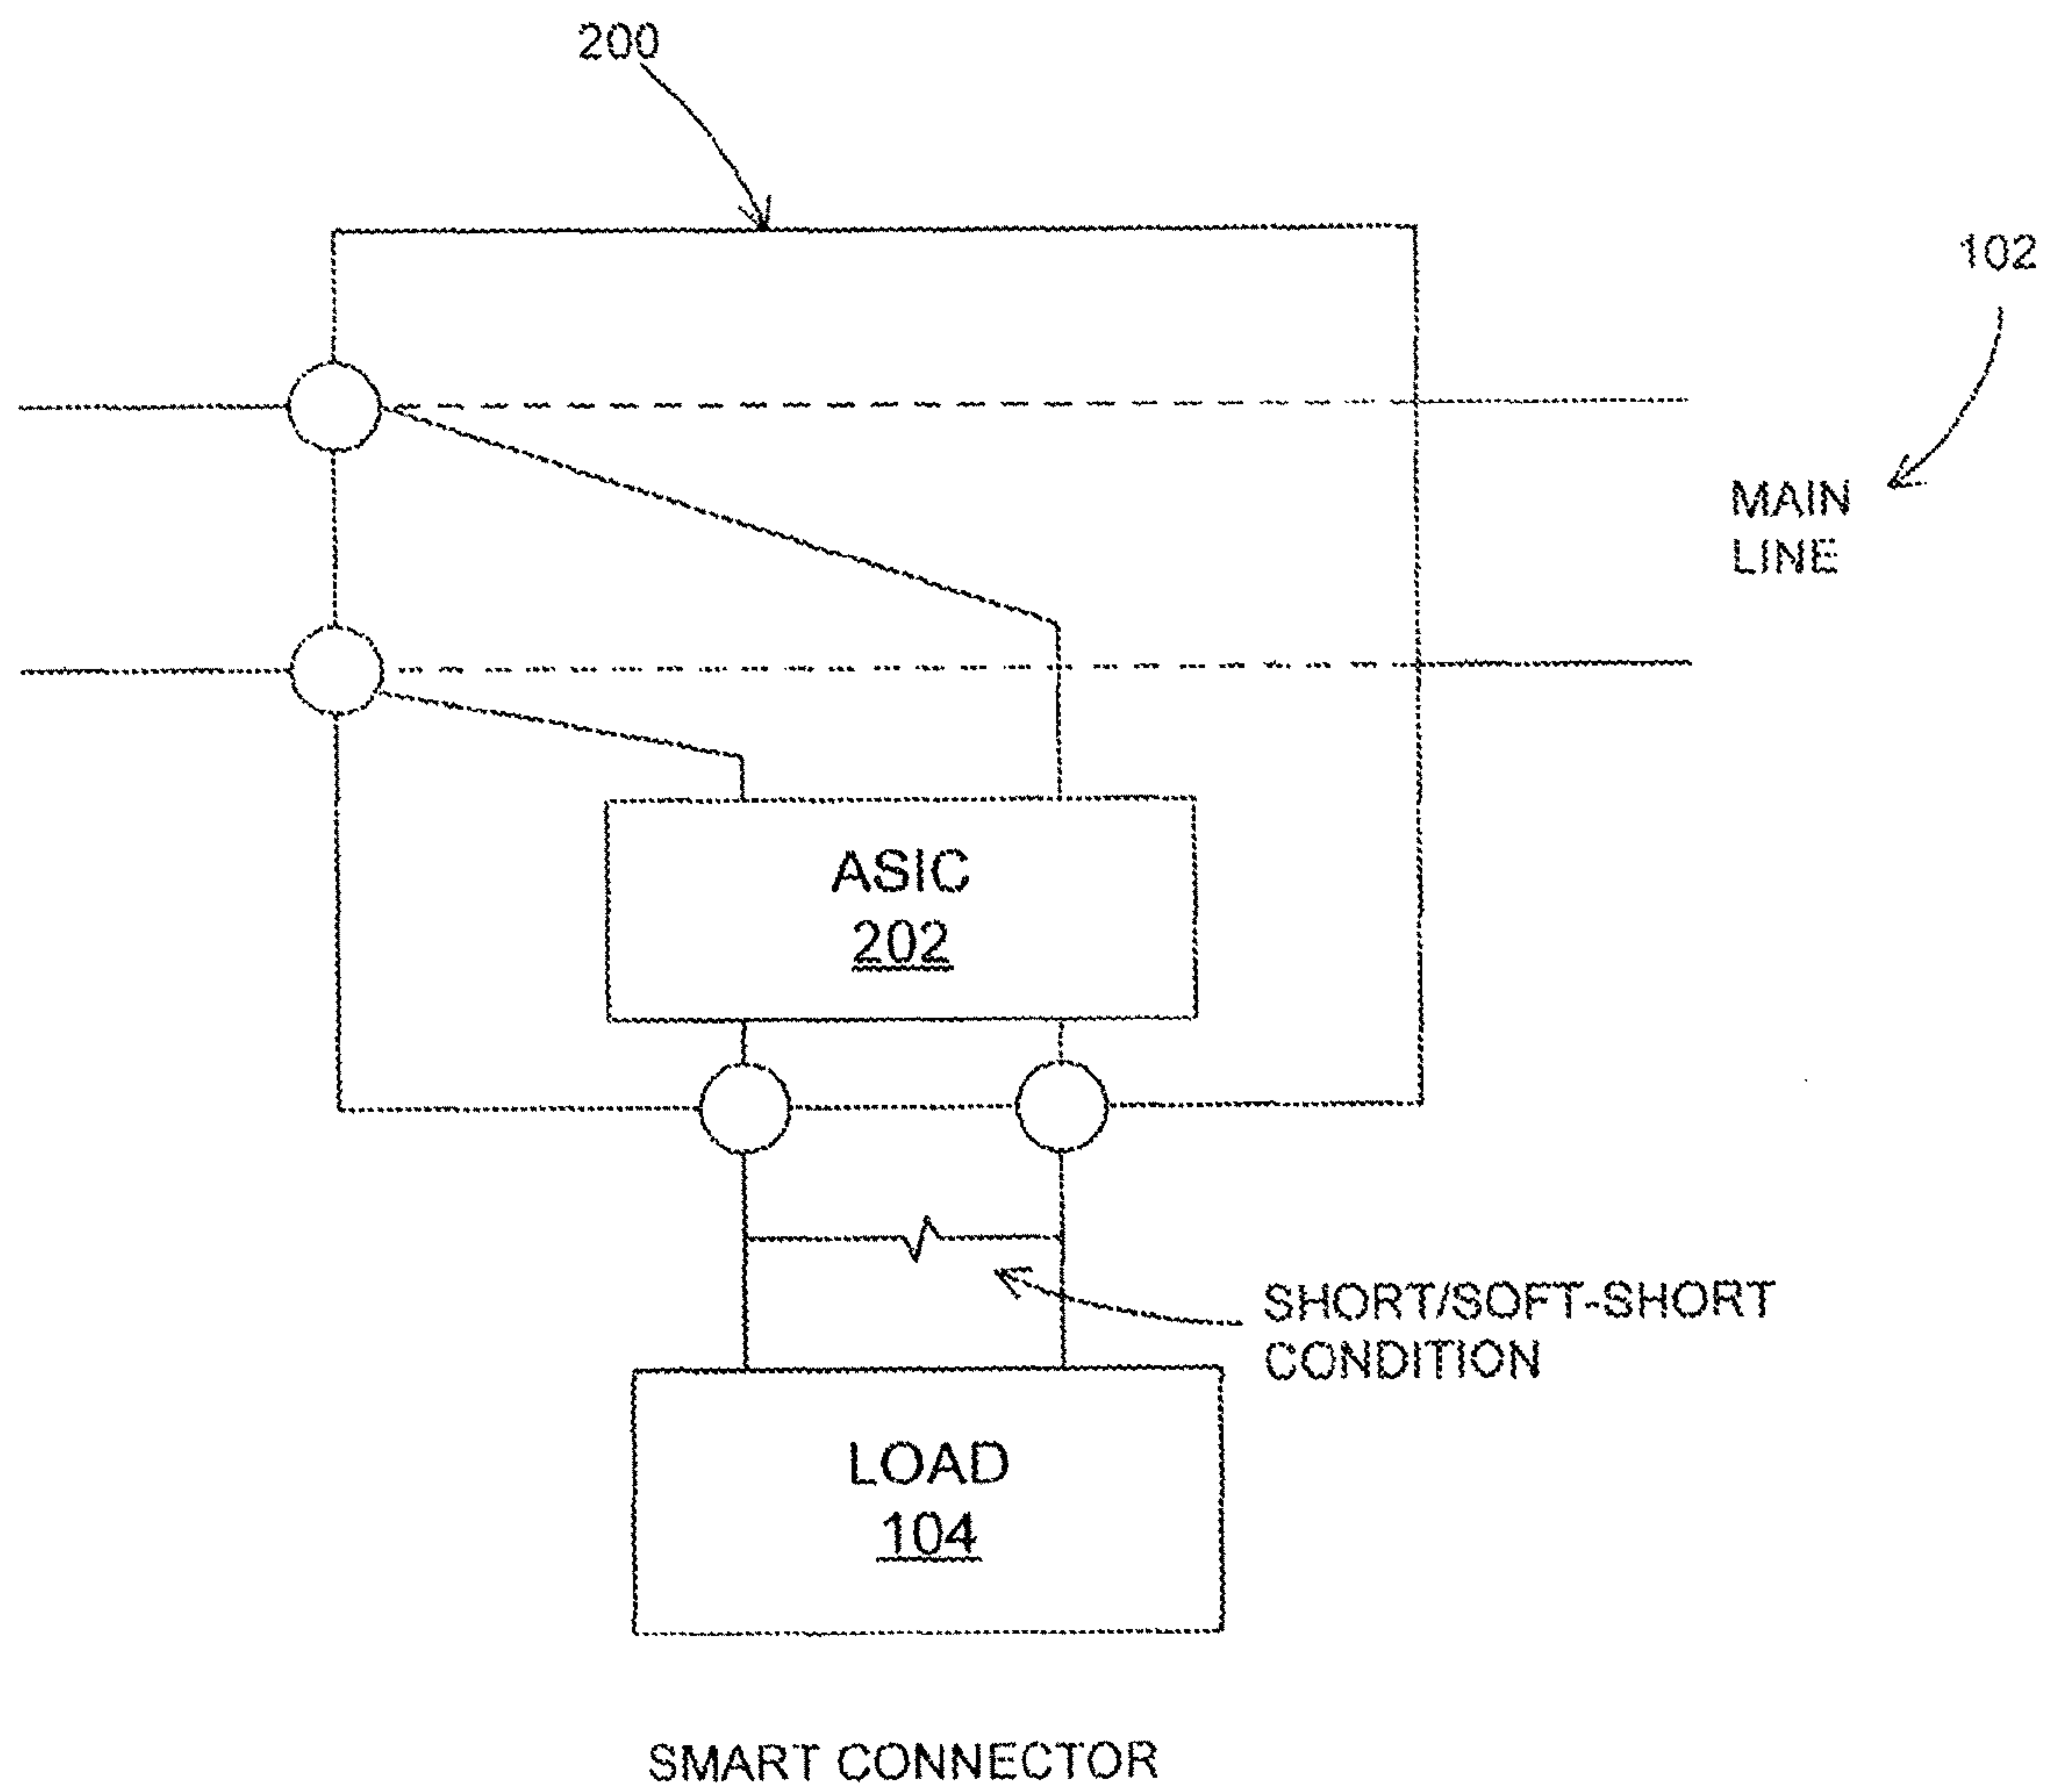 200
102
MAIN
LINE
ASIC
202
SHORT/SOFT-SHORT
CONDITION
LOAD
104
SMART CONNECTOR